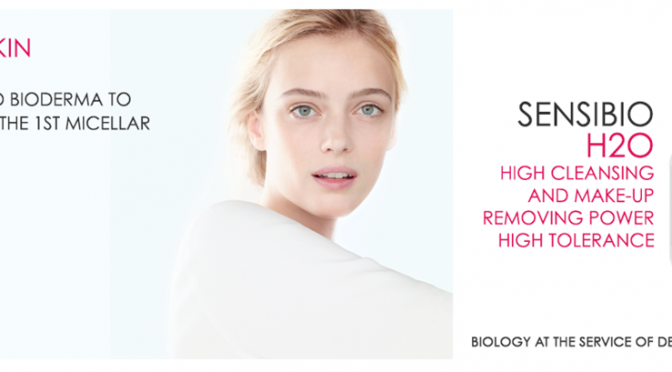 KIN
D BIODERMA TO
THE 1ST MICELLAR
SENSIBIO
H2O
HIGH CLEANSING
AND MAKE-UP
REMOVING POWER
HIGH TOLERANCE
BIOLOGY AT THE SERVICE OF DE